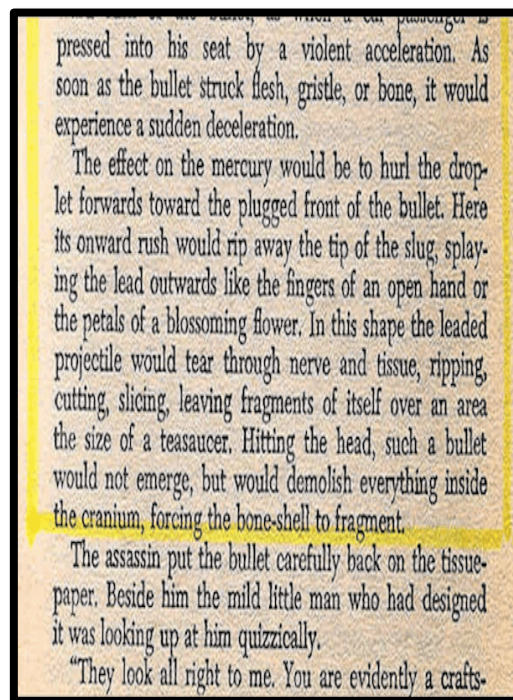 of the bullet, as when a car passenger is
pressed into his seat by a violent acceleration. As
soon as the bullet struck flesh, gristle, or bone, it would
experience a sudden deceleration.
The effect on the mercury would be to hurl the drop-
let forwards toward the plugged front of the bullet. Here
its onward rush would rip away the tip of the slug, splay-
ing the lead outwards like the fingers of an open hand or
the petals of a blossoming flower. In this shape the leaded
projectile would tear through nerve and tissue, ripping,
cutting, slicing, leaving fragments of itself over an area
the size of a teasaucer. Hitting the head, such a bullet
would not emerge, but would demolish everything inside
the cranium, forcing the bone-shell to fragment.
The assassin put the bullet carefully back on the tissue-
paper. Beside him the mild little man who had designed
it was looking up at him quizzically.
“They look all right to me. You are evidently a crafts-